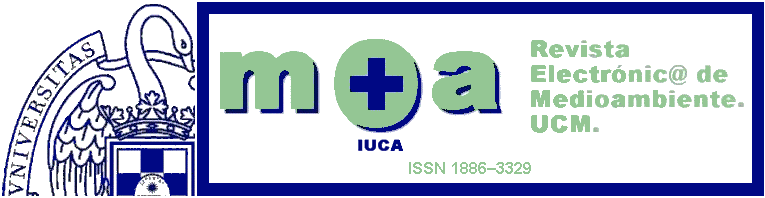 VNIVERSITAS
m+a
IUCA
Revista
Electrónic@ de
Medioambiente.
UCM.
ISSN 1886–3329